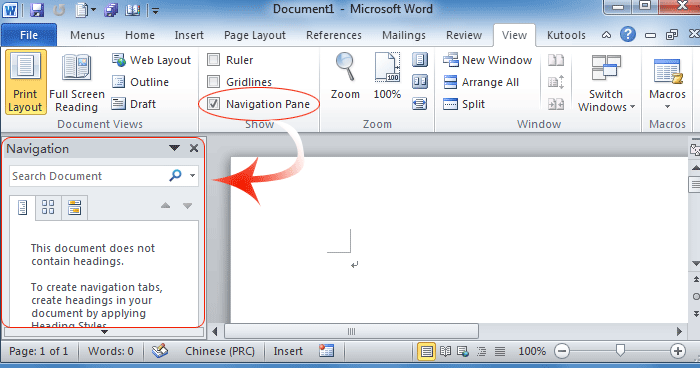 Document1 - Microsoft Word
File Menus Home Insert Page Layout References Mailings Review View Kutools
Print Layout
Full Screen Reading
Web Layout
Outline
Draft
Document Views
Ruler
Gridlines
Navigation Pane
Show
Zoom
100
100%
Zoom
New Window
Arrange All
Split
Switch Windows
Window
Macros
Macros
Navigation
Search Document
This document does not
contain headings.
To create navigation tabs,
create headings in your
document by applying
Heading Styles.
Page: 1 of 1 Words: 0 Chinese (PRC) Insert 100%